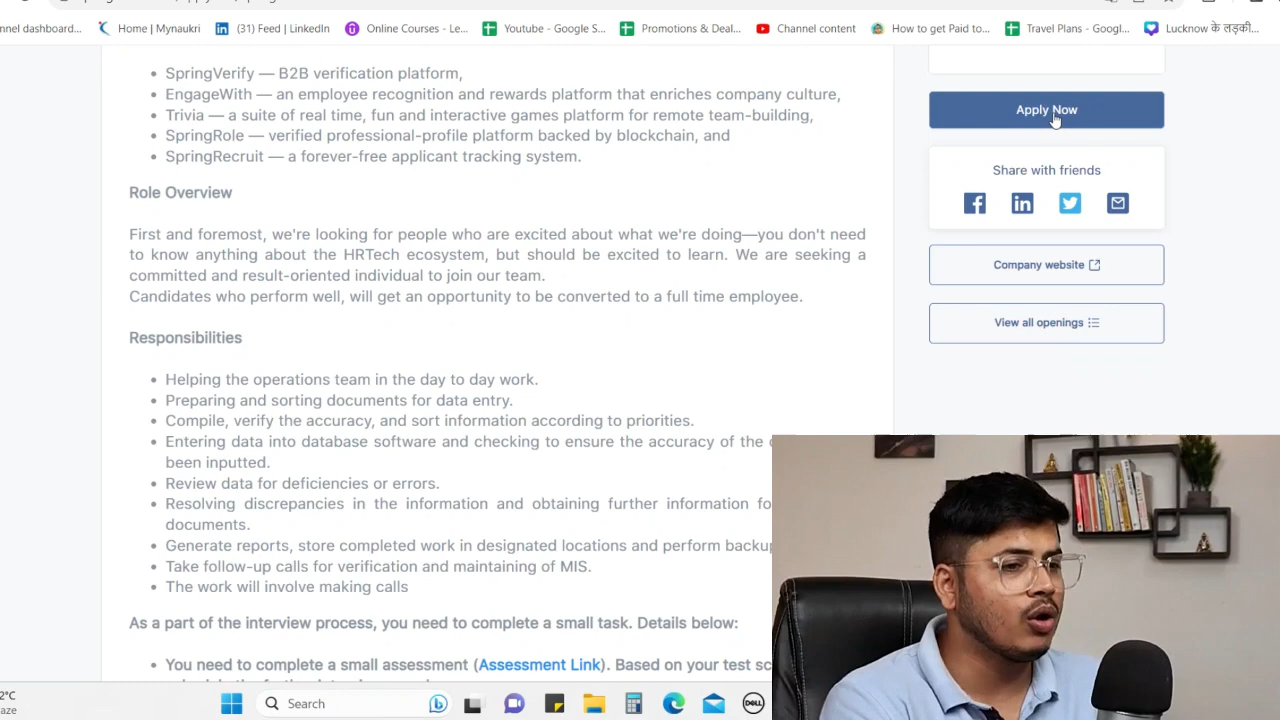 nnel dashboard...
Home | Mynaukri
(31) Feed | LinkedIn
Online Courses - Le...
Youtube - Google S...
Promotions & Deal...
Channel content
How to get Paid to...
Travel Plans - Googl...
Lucknow के लड़की...
SpringVerify — B2B verification platform,
EngageWith — an employee recognition and rewards platform that enriches company culture,
Trivia — a suite of real time, fun and interactive games platform for remote team-building,
SpringRole — verified professional-profile platform backed by blockchain, and
SpringRecruit — a forever-free applicant tracking system.
Role Overview
First and foremost, we're looking for people who are excited about what we're doing—you don't need
to know anything about the HRTech ecosystem, but should be excited to learn. We are seeking a
committed and result-oriented individual to join our team.
Candidates who perform well, will get an opportunity to be converted to a full time employee.
Responsibilities
Helping the operations team in the day to day work.
Preparing and sorting documents for data entry.
Compile, verify the accuracy, and sort information according to priorities.
Entering data into database software and checking to ensure the accuracy of the
been inputted.
Review data for deficiencies or errors.
Resolving discrepancies in the information and obtaining further information
documents.
Generate reports, store completed work in designated locations and perform
Take follow-up calls for verification and maintaining of MIS.
The work will involve making calls
As a part of the interview process, you need to complete a small task. Details below:
You need to complete a small assessment (Assessment Link). Based on your test
Apply Now
Share with friends
Company website
View all openings
2°C
aze
Search
DELL